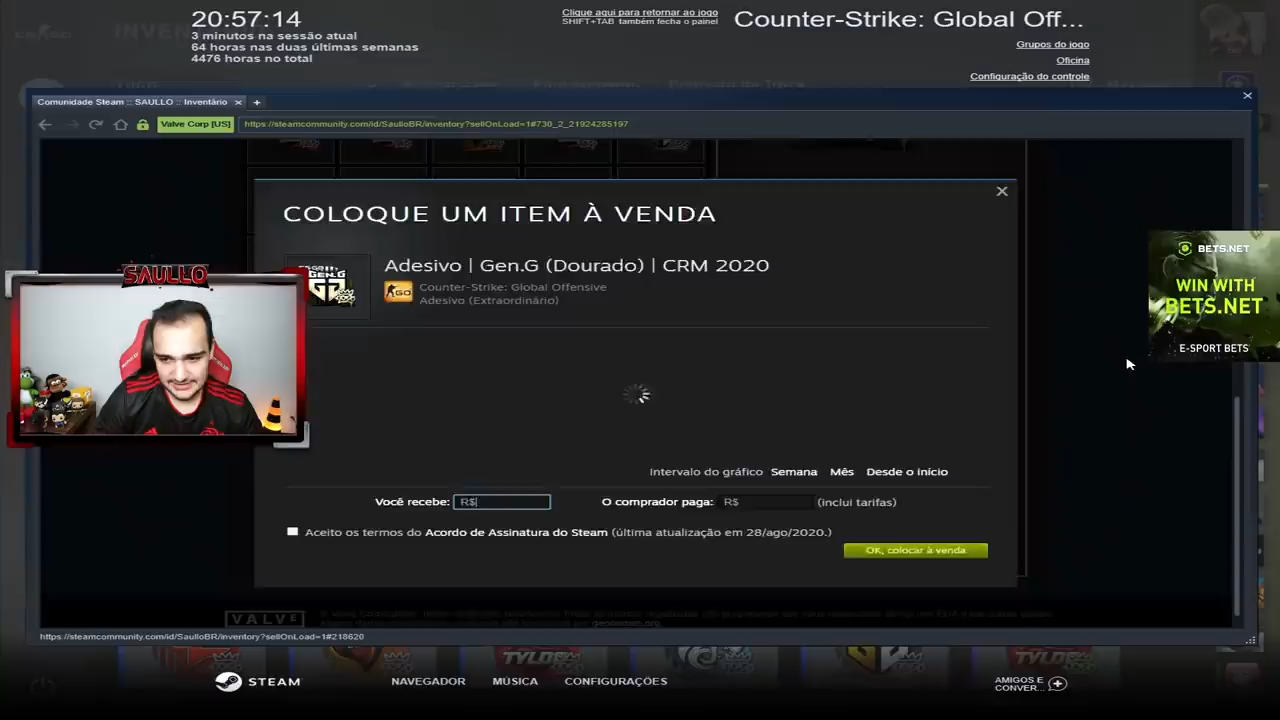 20:57:14
3 minutos na sessão atual
64 horas nas duas últimas semanas
4476 horas no total
Clique aqui para retornar ao jogo
SHIFT+TAB também fecha o painel
Counter-Strike: Global Off...
Grupos do jogo
Oficina
Configuração do controle
Comunidade Steam :: SAULLO :: Inventário
Valve Corp [US]
https://steamcommunity.com/id/SaulloBR/inventory?sellOnLoad=1#730_2_21924285197
COLOQUE UM ITEM À VENDA
GEN.G
Adesivo | Gen.G (Dourado) | CRM 2020
GO
Counter-Strike: Global Offensive
Adesivo (Extraordinário)
SAULLO
BETS.NET
WIN WITH
BETS.NET
E-SPORT BETS
Intervalo do gráfico Semana Mês Desde o início
Você recebe: R$ O comprador paga: R$ (inclui tarifas)
Aceito os termos do Acordo de Assinatura do Steam (última atualização em 28/ago/2020.)
OK, colocar à venda
VALVE
https://steamcommunity.com/id/SaulloBR/inventory?sellOnLoad=1#218620
TYLOO
TYLOO
STEAM NAVEGADOR MÚSICA CONFIGURAÇÕES
AMIGOS E
CONVER...